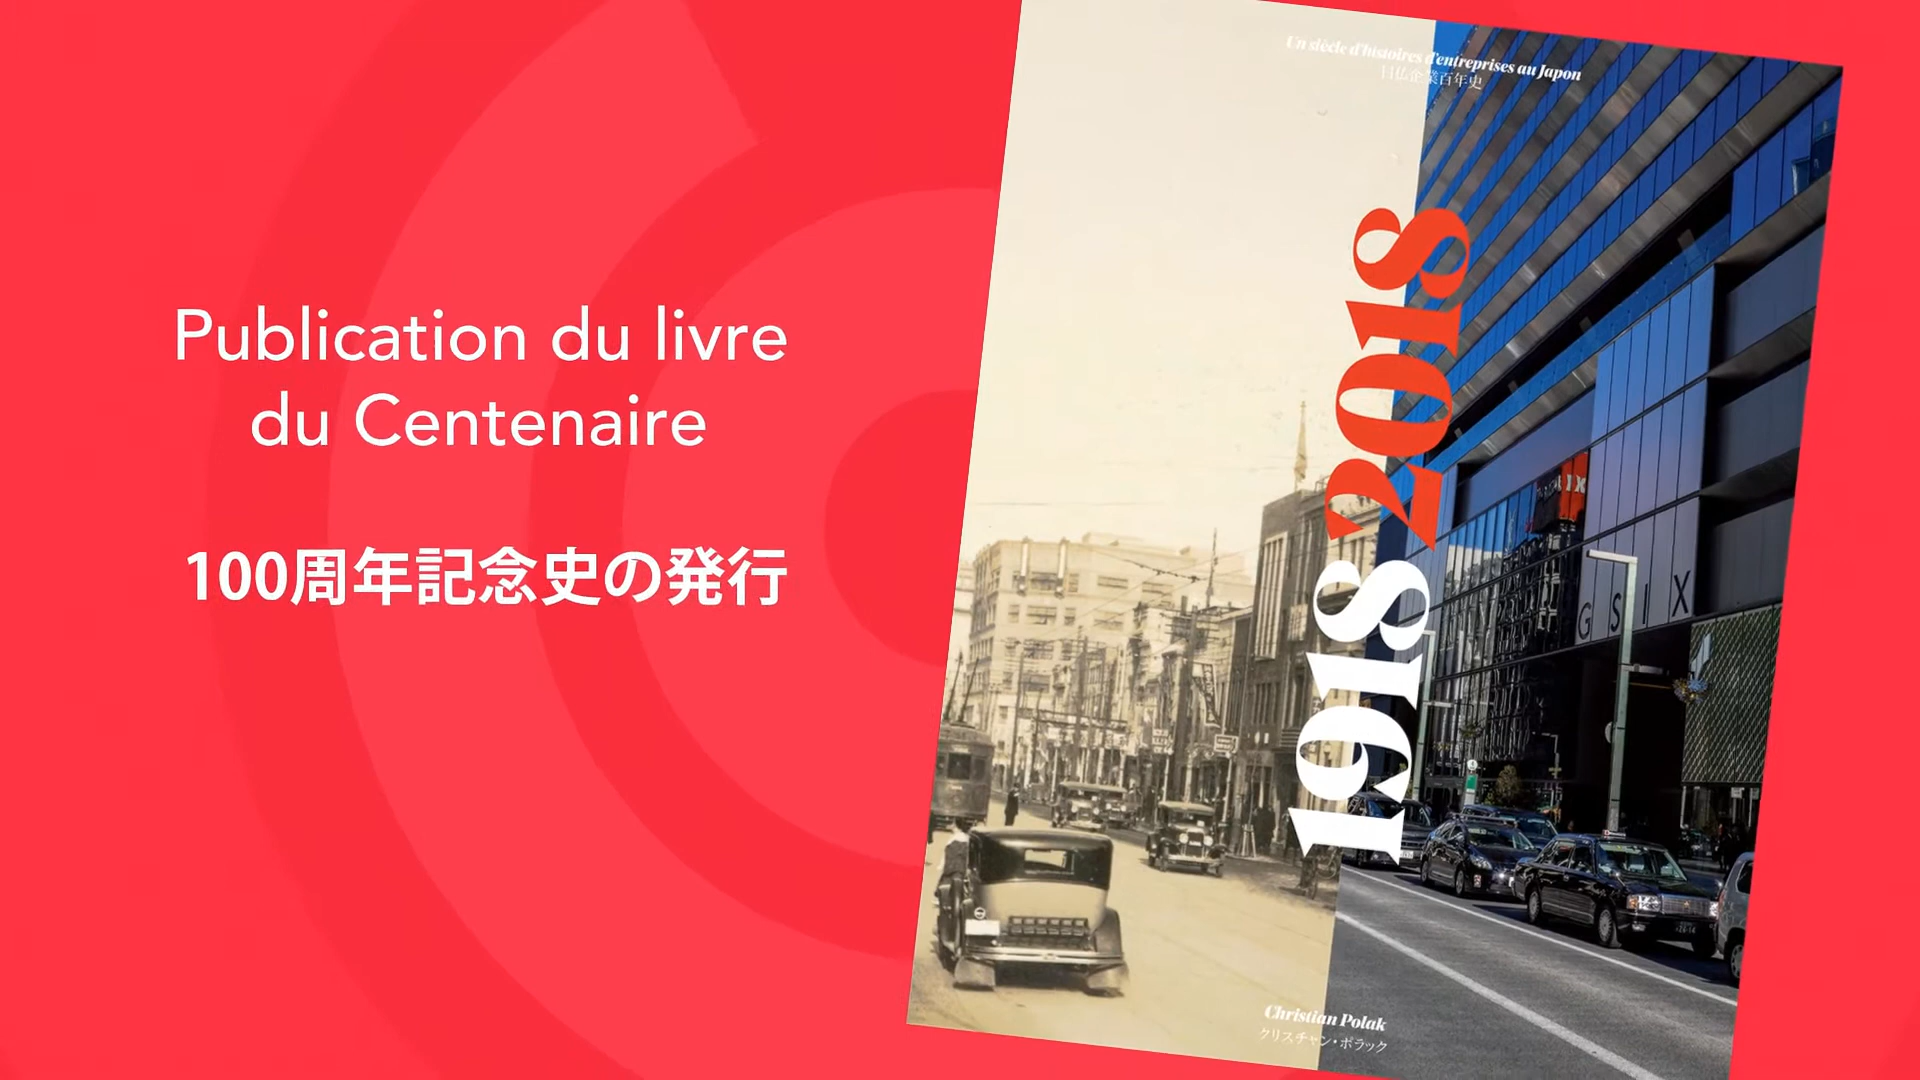 Publication du livre
du Centenaire
100周年記念史の発行
Un siècle d'histoires d'entreprises au Japon
日仏企業百年史
1918 2018
GSIX
Christian Polak
クリスチャン・ポラック